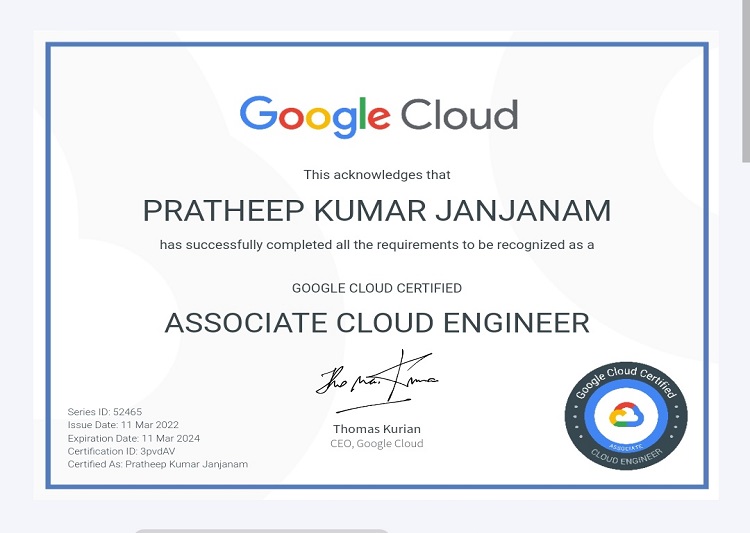 Google Cloud
This acknowledges that
PRATHEEP KUMAR JANJANAM
has successfully completed all the requirements to be recognized as a
GOOGLE CLOUD CERTIFIED
ASSOCIATE CLOUD ENGINEER
Thomas Kurian
CEO, Google Cloud
Series ID: 52465
Issue Date: 11 Mar 2022
Expiration Date: 11 Mar 2024
Certification ID: 3pvdAV
Certified As: Pratheep Kumar Janjanam
Google Cloud Certified
ASSOCIATE
CLOUD ENGINEER